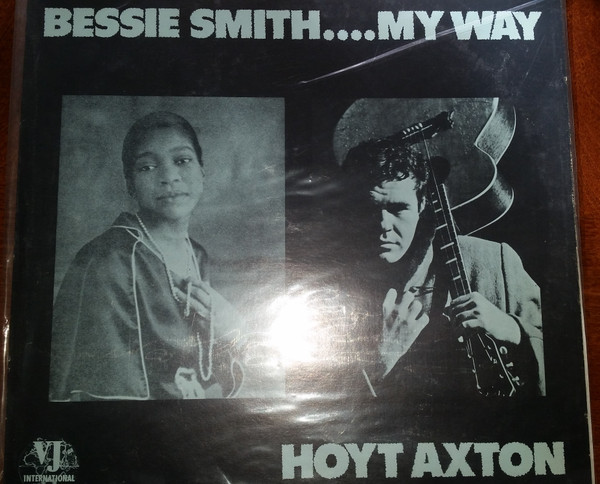 BESSIE SMITH....MY WAY
HOYT AXTON
VJ
INTERNATIONAL